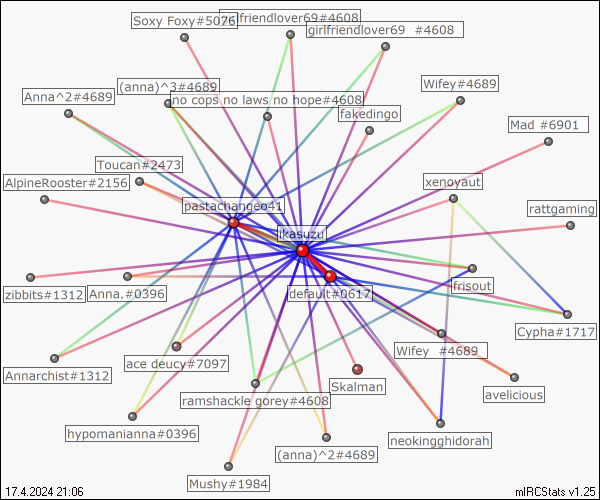 Soxy Foxy#5076
girlfriendlover69#4608
girlfriendlover69 #4608
(anna)^3#4689
Wifey#4689
Anna^2#4689
no cops no laws no hope#4608
fakedingo
Mad #6901
Toucan#2473
AlpineRooster#2156
xenoyaut
pastachangeo41
rattgaming
ikasuzu
zibbits#1312
Anna.#0396
default#0617
frisout
Cypha#1717
Wifey #4689
Annarchist#1312
ace deucy#7097
Skalman
avelicious
ramshackle gorey#4608
hypomanianna#0396
neokingghidorah
(anna)^2#4689
Mushy#1984
17.4.2024 21:06
mIRCStats v1.25